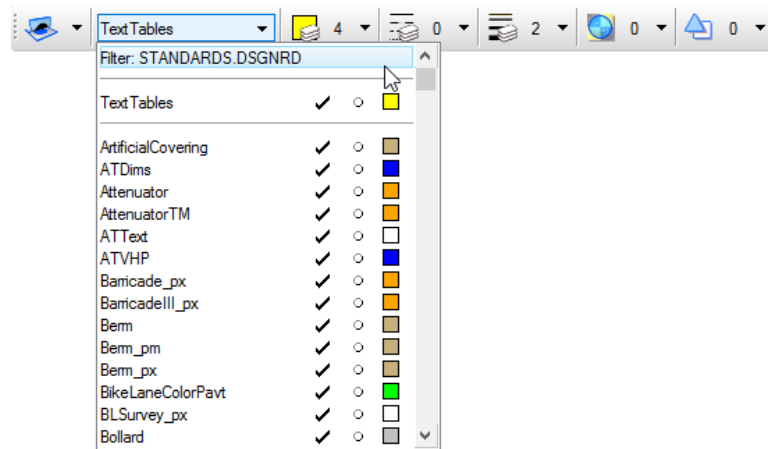 TextTables 4 0 2 0 0
Filter: STANDARDS.DSGNRD
TextTables
ArtificialCovering
ATDims
Attenuator
AttenuatorTM
ATText
ATVHP
Barricade_px
BarricadeIII_px
Berm
Berm_pm
Berm_px
BikeLaneColorPavt
BLSurvey_px
Bollard